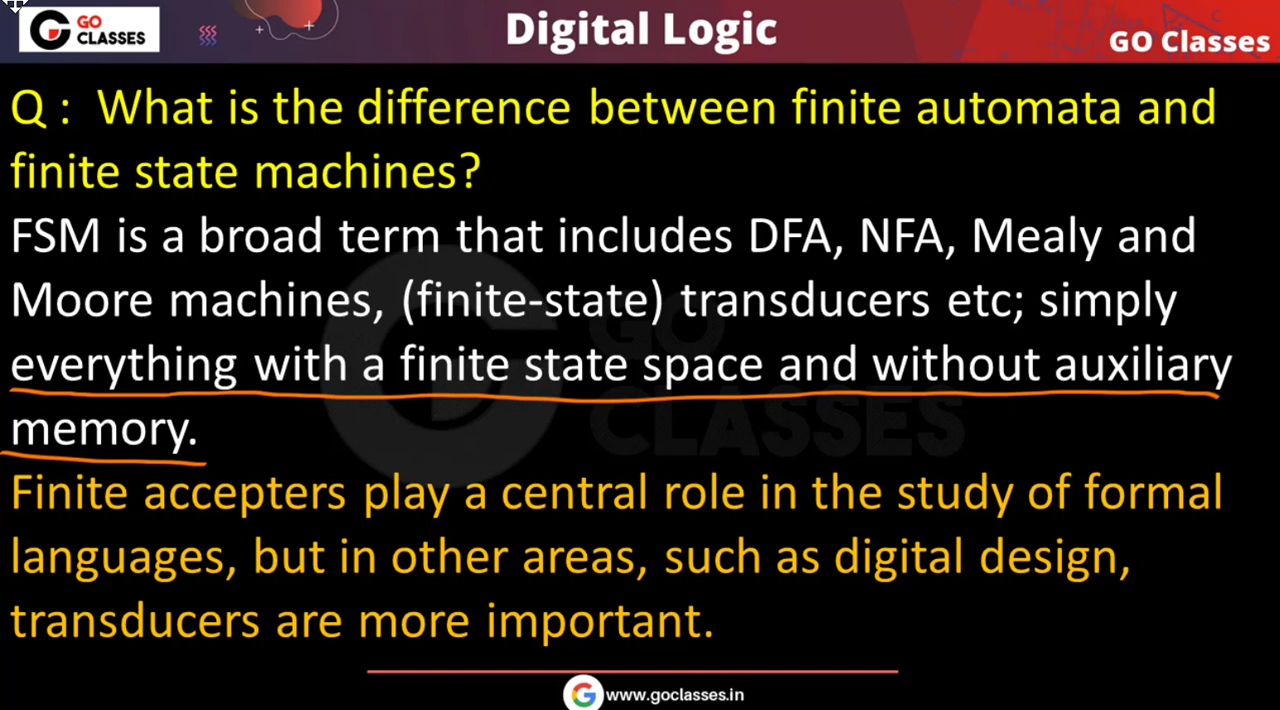 GO
CLASSES
Digital Logic
GO Classes
Q : What is the difference between finite automata and
finite state machines?
FSM is a broad term that includes DFA, NFA, Mealy and
Moore machines, (finite-state) transducers etc; simply
everything with a finite state space and without auxiliary
memory.
Finite accepters play a central role in the study of formal
languages, but in other areas, such as digital design,
transducers are more important.
GO
CLASSES
www.goclasses.in